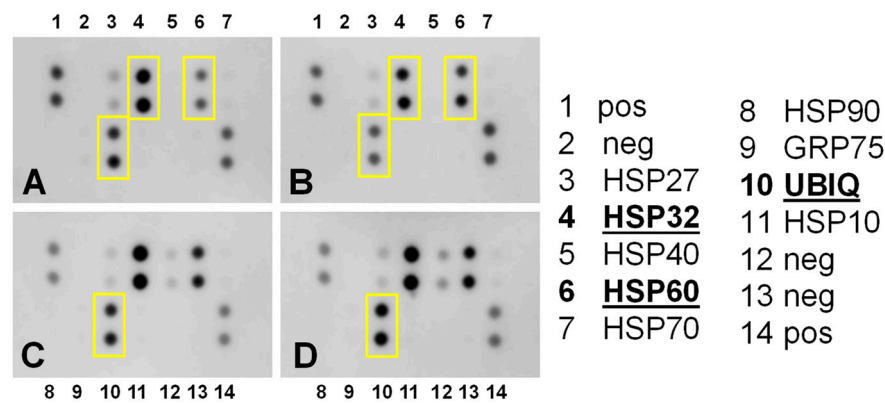 1 2 3 4 5 6 7
1 2 3 4 5 6 7
A
B
C
D
8 9 10 11 12 13 14
8 9 10 11 12 13 14
1 pos
2 neg
3 HSP27
4 HSP32
5 HSP40
6 HSP60
7 HSP70
8 HSP90
9 GRP75
10 UBIQ
11 HSP10
12 neg
13 neg
14 pos